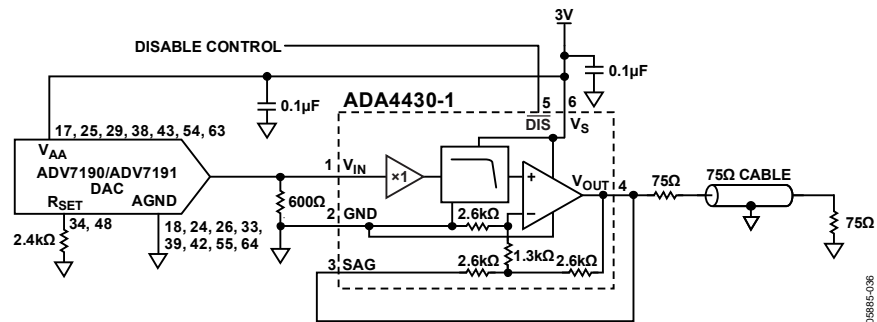 3V
DISABLE CONTROL
0.1µF
0.1µF
ADA4430-1
5
6
DIS
VS
17, 25, 29, 38, 43, 54, 63
VAA
ADV7190/ADV7191
DAC
RSET
AGND
34, 48
2.4kΩ
18, 24, 26, 33,
39, 42, 55, 64
600Ω
1
VIN
×1
2
GND
2.6kΩ
+
−
1.3kΩ
VOUT
4
75Ω
75Ω CABLE
75Ω
3
SAG
2.6kΩ
2.6kΩ
05885-036